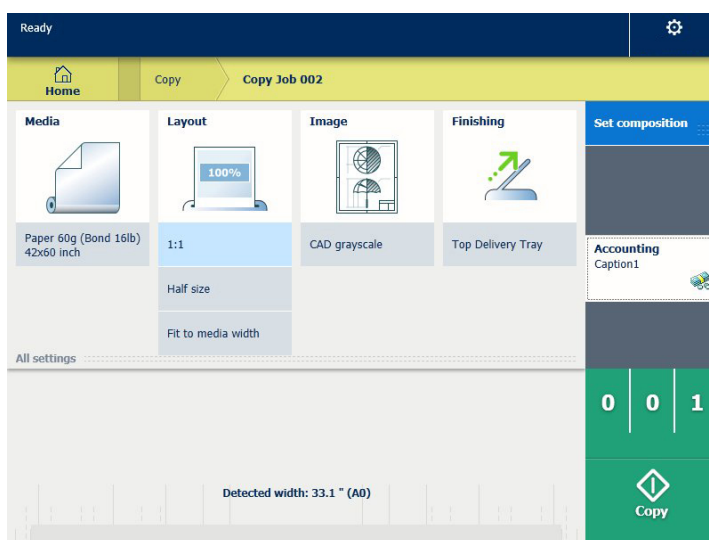 Ready
Home
Copy
Copy Job 002
Media
Layout
Image
Finishing
Set composition
100%
Paper 60g (Bond 16lb)
42x60 inch
1:1
CAD grayscale
Top Delivery Tray
Accounting
Caption1
Half size
Fit to media width
All settings
0 0 1
Detected width: 33.1 " (A0)
Copy